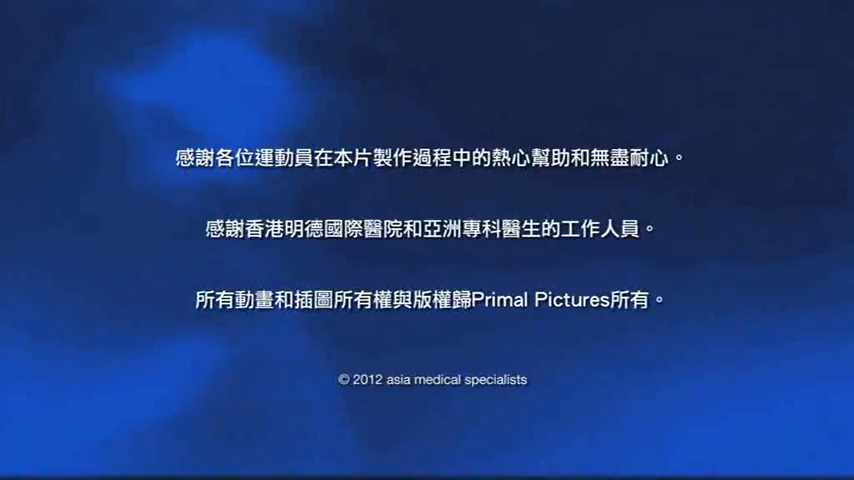 感謝各位運動員在本片製作過程中的熱心幫助和無盡耐心。
感謝香港明德國際醫院和亞洲專科醫生的工作人員。
所有動畫和插圖所有權與版權歸Primal Pictures所有。
© 2012 asia medical specialists